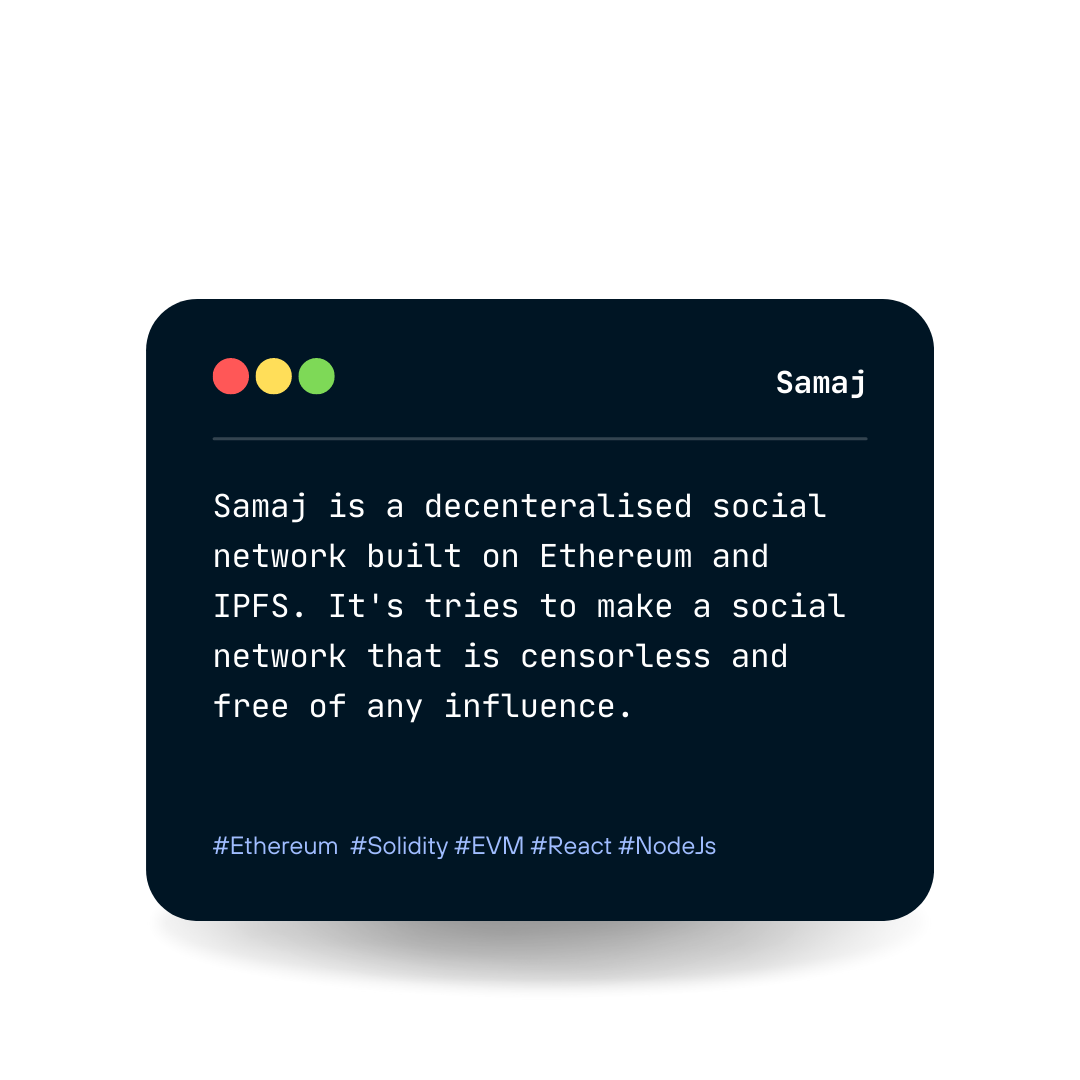 Samaj
Samaj is a decenteralised social
network built on Ethereum and
IPFS. It's tries to make a social
network that is censorless and
free of any influence.
#Ethereum #Solidity #EVM #React #NodeJs